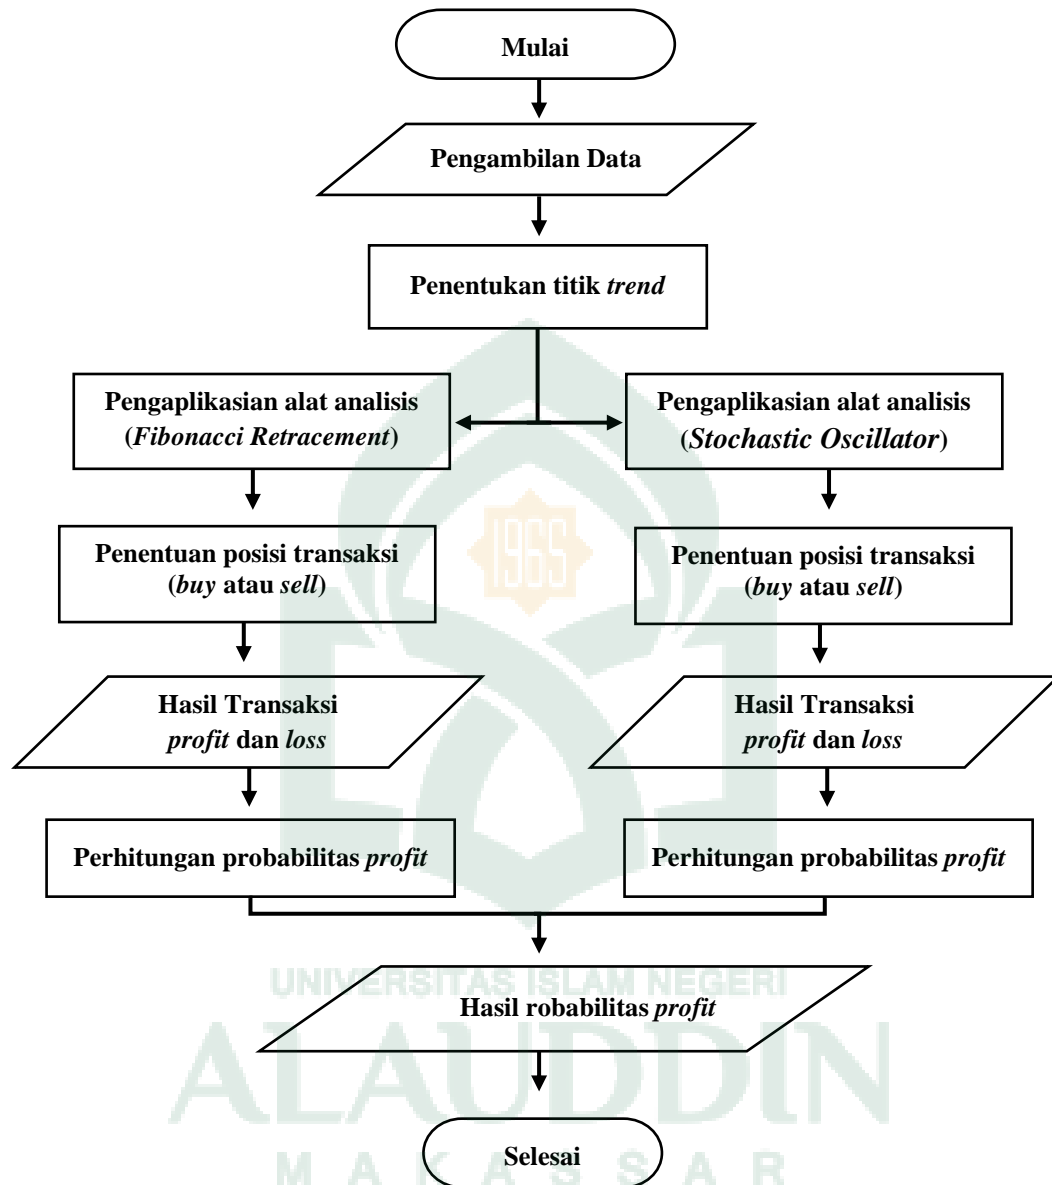 Mulai
Pengambilan Data
Penentukan titik trend
Pengaplikasian alat analisis
(Fibonacci Retracement)
Pengaplikasian alat analisis
(Stochastic Oscillator)
1965
Penentuan posisi transaksi
(buy atau sell)
Penentuan posisi transaksi
(buy atau sell)
Hasil Transaksi
profit dan loss
Hasil Transaksi
profit dan loss
Perhitungan probabilitas profit
Perhitungan probabilitas profit
UNIVERSITAS ISLAM NEGERI
Hasil robabilitas profit
ALAUDDIN
Selesai
MAKASSAR